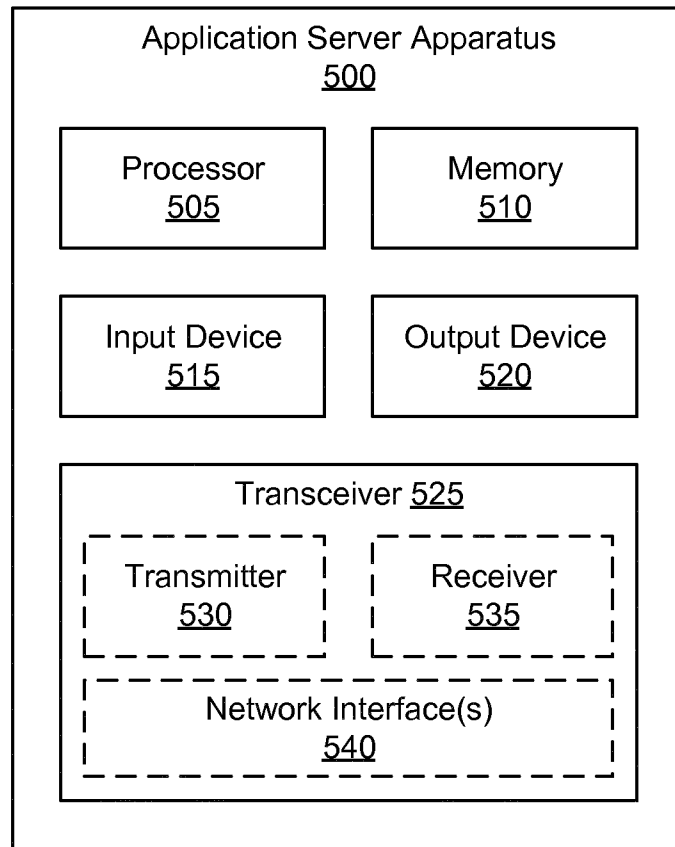 Application Server Apparatus
500
Processor
505
Memory
510
Input Device
515
Output Device
520
Transceiver 525
Transmitter
530
Receiver
535
Network Interface(s)
540